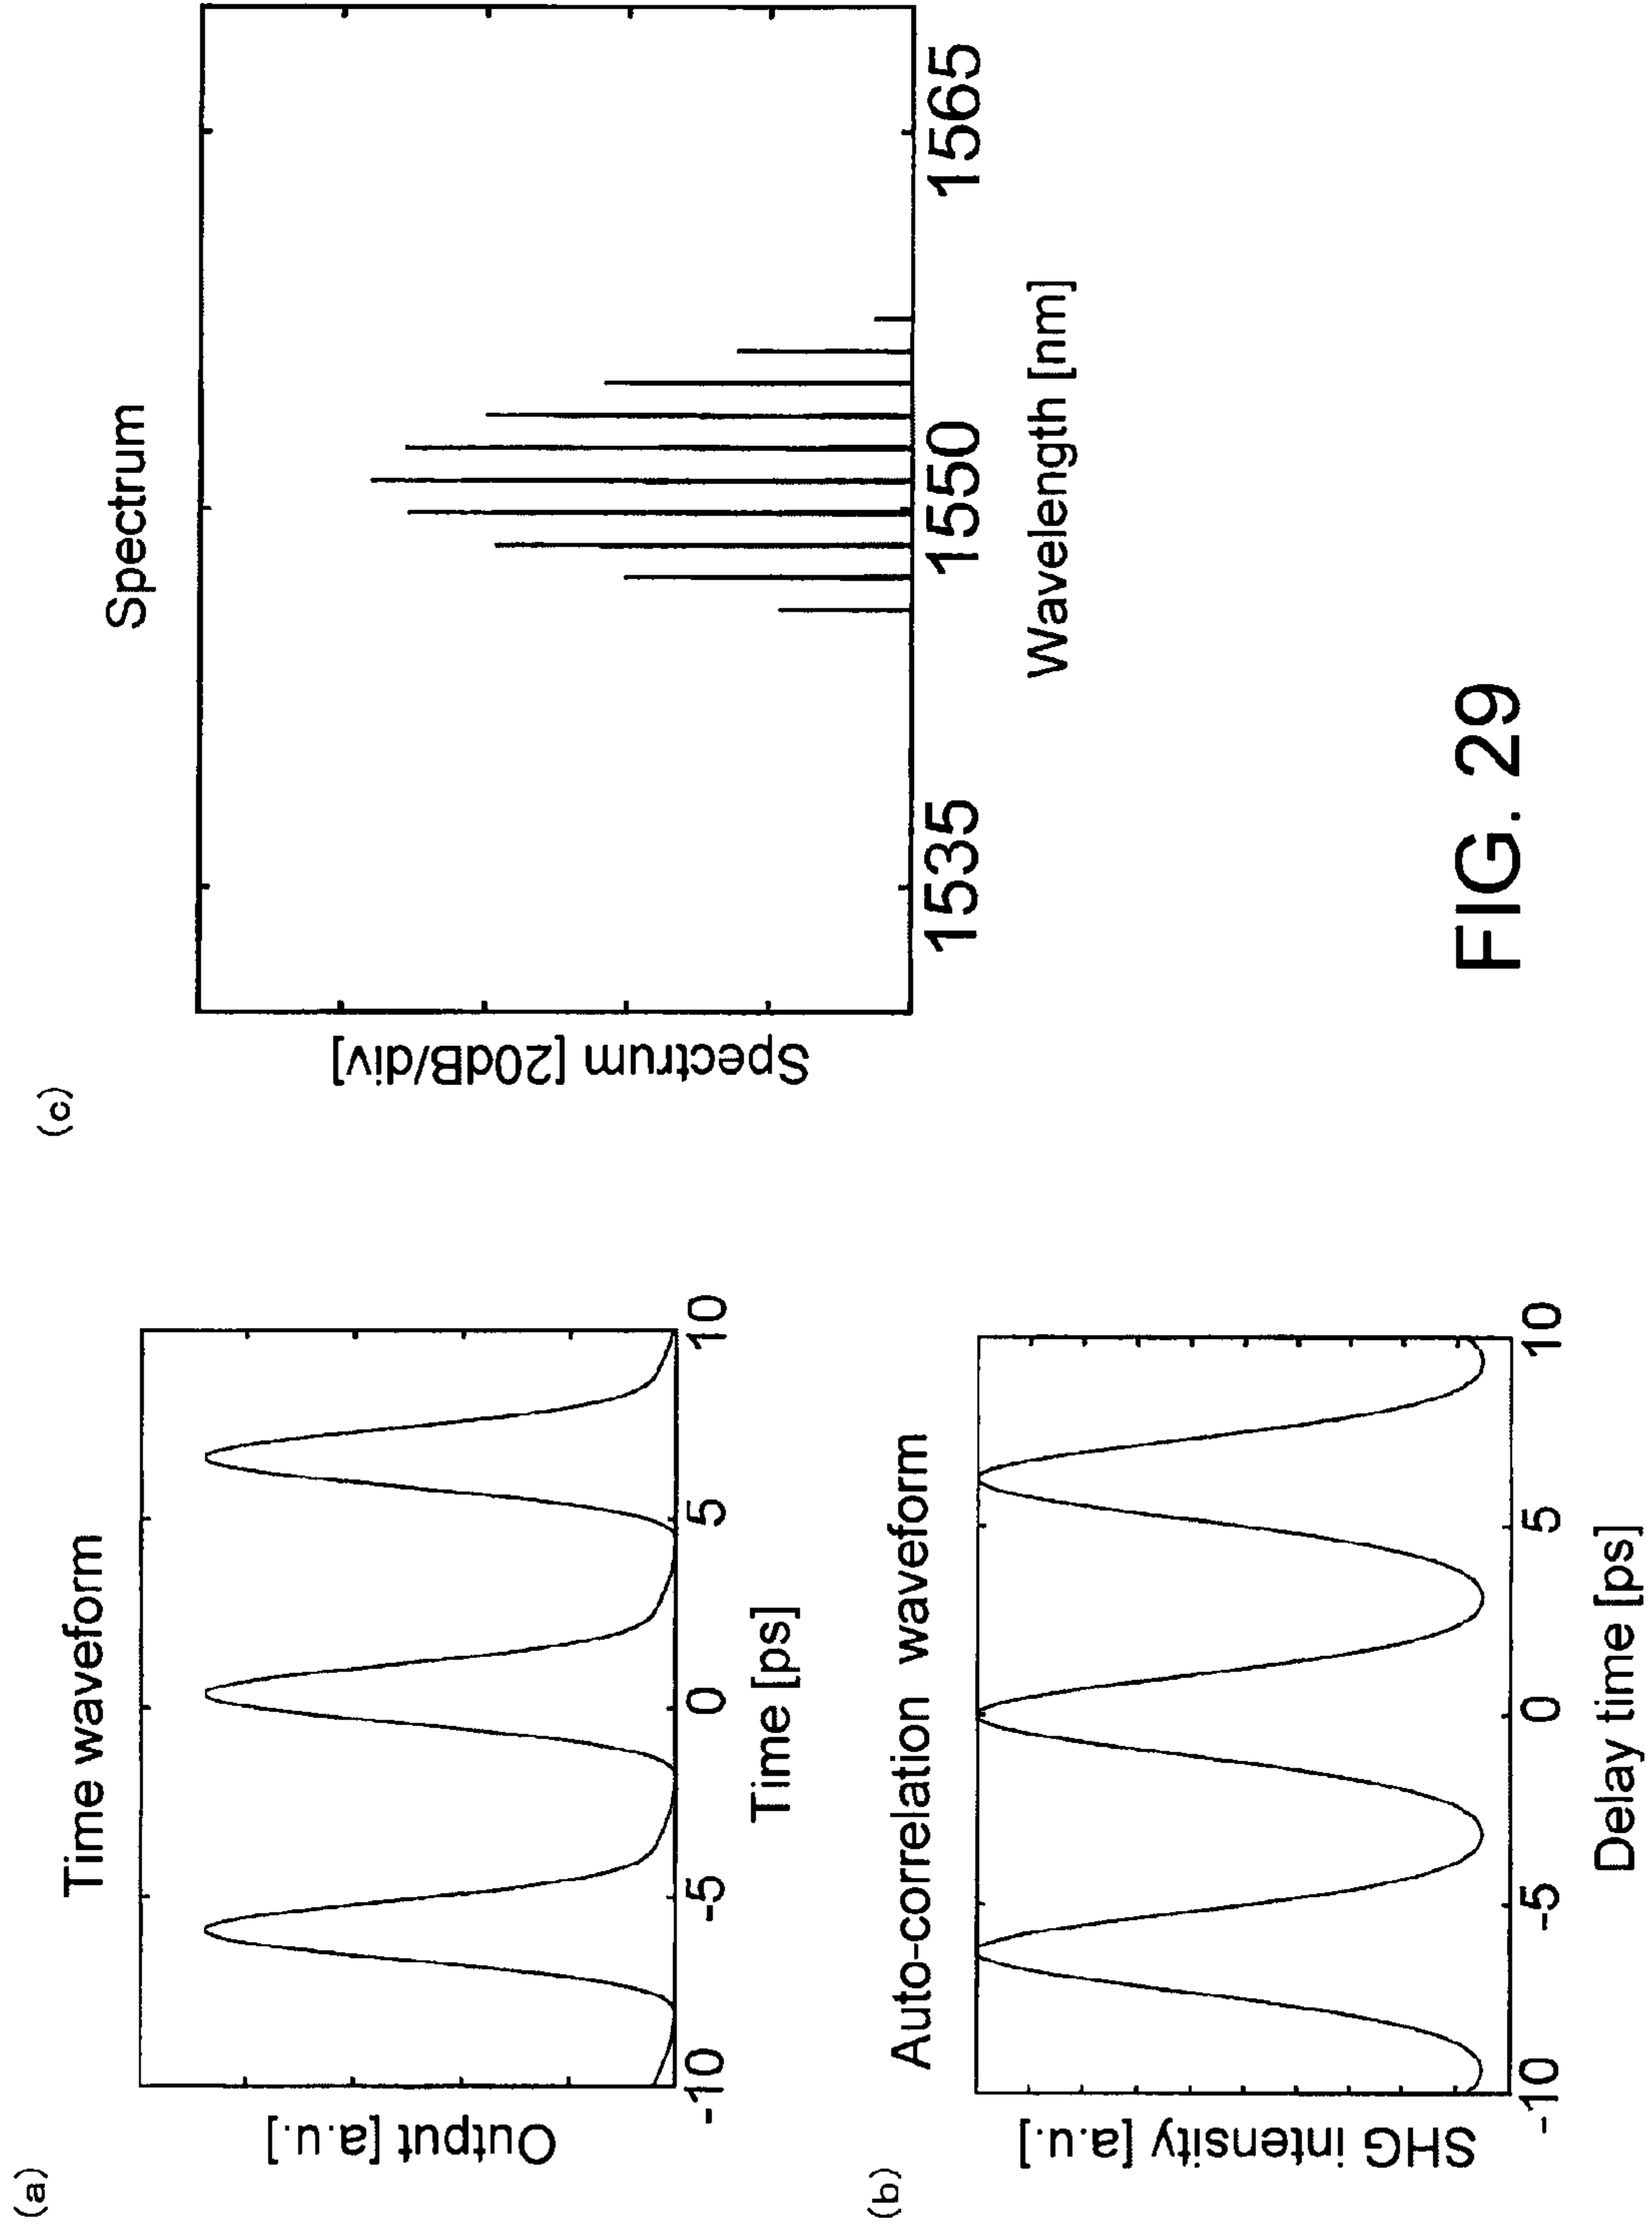 (a)
Time waveform
Output [a.u.]
-10 -5 0 5 10
Time [ps]
(b)
Auto-correlation waveform
SHG intensity [a.u.]
-10 -5 0 5 10
Delay time [ps]
(c)
Spectrum
Spectrum [20dB/div]
1535 1550 1565
Wavelength [nm]
FIG. 29